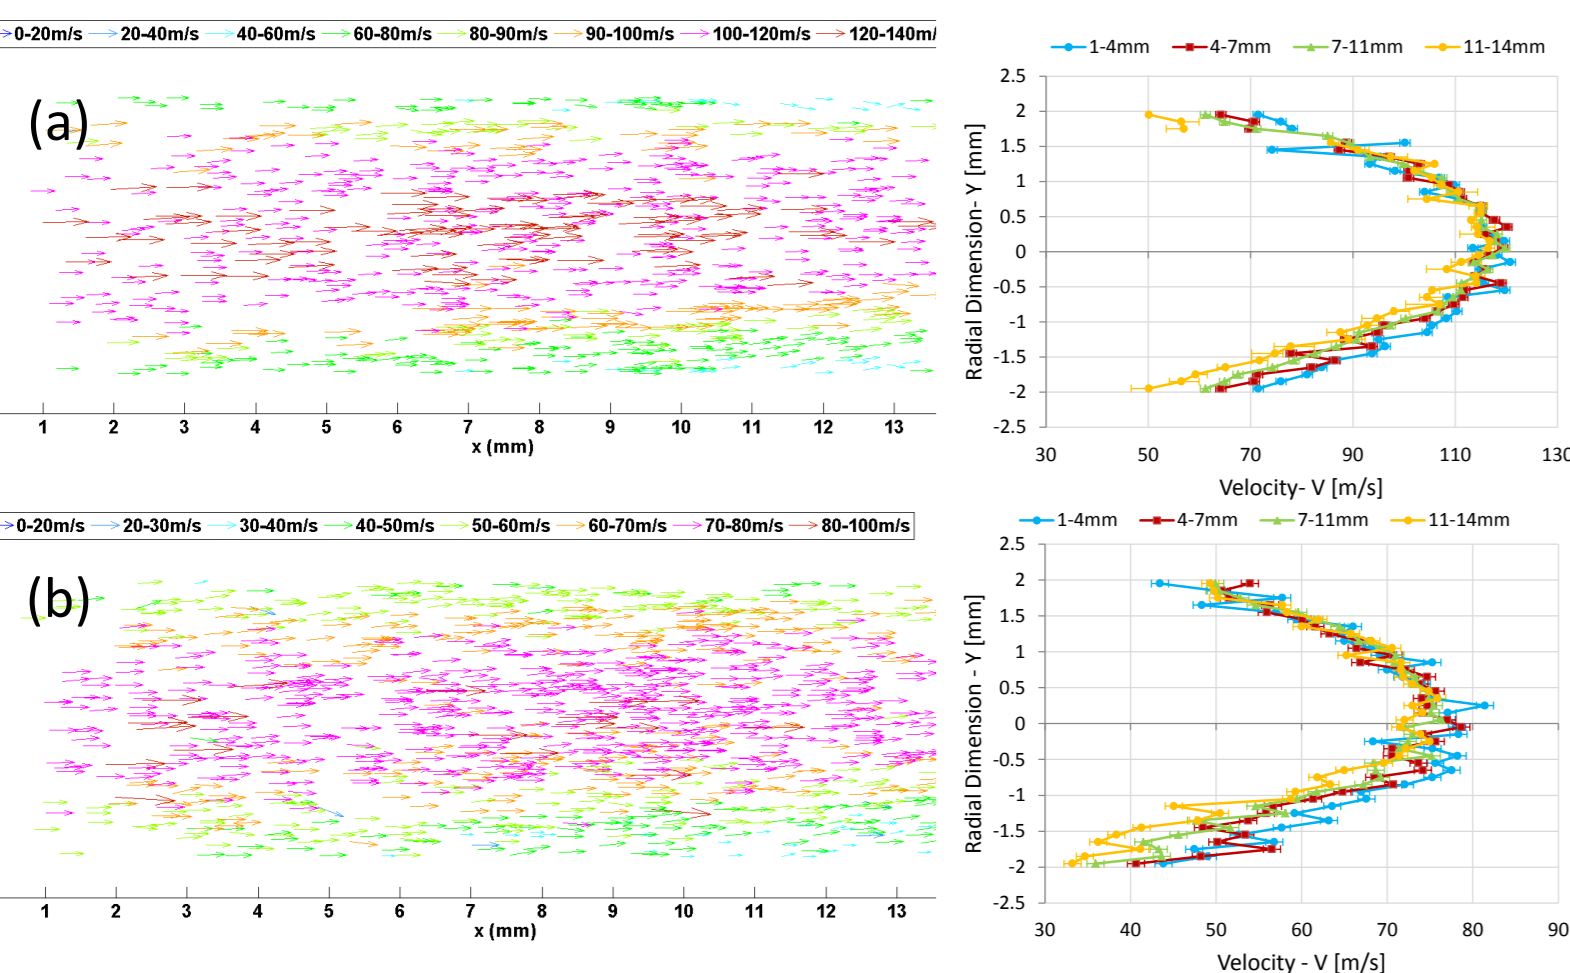 0-20m/s 20-40m/s 40-60m/s 60-80m/s 80-90m/s 90-100m/s 100-120m/s 120-140m/
(a)
1 2 3 4 5 6 7 8 9 10 11 12 13
x (mm)
1-4mm 4-7mm 7-11mm 11-14mm
2.5
2
1.5
1
0.5
0
-0.5
-1
-1.5
-2
-2.5
Radial Dimension- Y [mm]
30 50 70 90 110 130
Velocity- V [m/s]
0-20m/s 20-30m/s 30-40m/s 40-50m/s 50-60m/s 60-70m/s 70-80m/s 80-100m/s
(b)
1 2 3 4 5 6 7 8 9 10 11 12 13
x (mm)
1-4mm 4-7mm 7-11mm 11-14mm
2.5
2
1.5
1
0.5
0
-0.5
-1
-1.5
-2
-2.5
Radial Dimension - Y [mm]
30 40 50 60 70 80 90
Velocity - V [m/s]